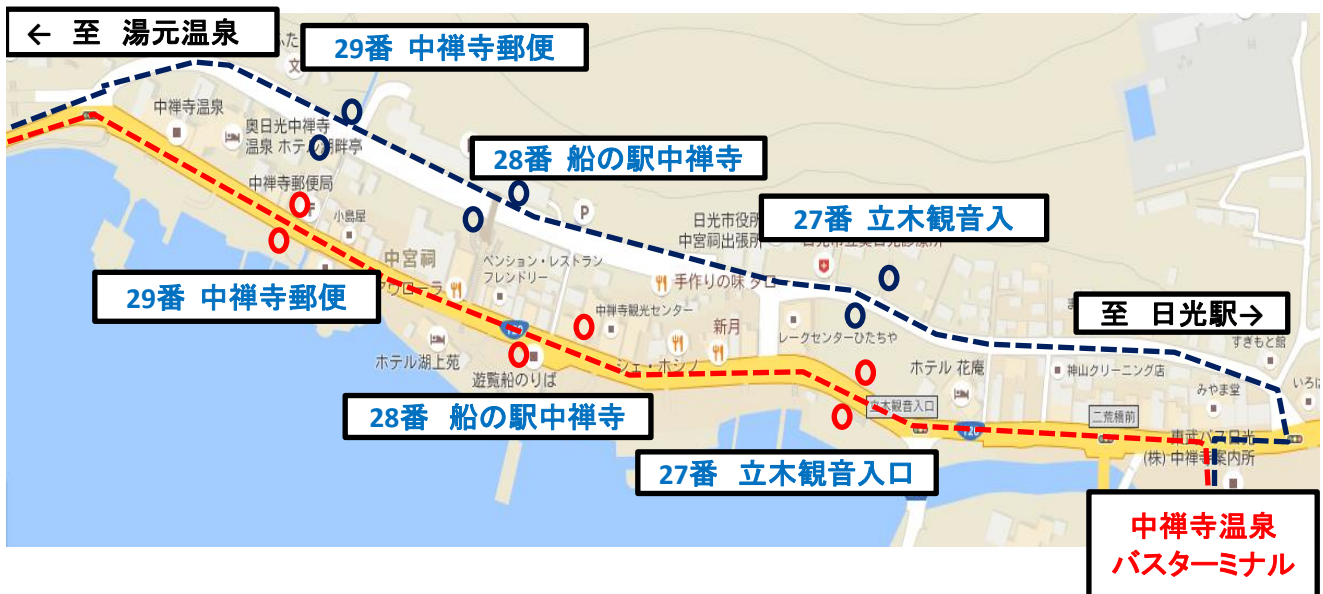 ← 至 湯元温泉
29番 中禅寺郵便
28番 船の駅中禅寺
27番 立木観音入
至 日光駅→
中禅寺温泉
奥日光中禅寺
温泉 ホテル湖畔亭
中禅寺郵便局
小島屋
中宮祠
ペンション・レストラン
フレンドリー
P
日光市役所
中宮祠出張所
手作りの味 タロー
レークセンターひたちや
中禅寺観光センター
新月
シェ・ホシノ
ホテル湖上苑
遊覧船のりば
29番 中禅寺郵便
28番 船の駅中禅寺
27番 立木観音入口
立木観音入口
ホテル 花庵
神山クリーニング店
すぎもと館
みやま堂
いろは
二荒橋前
東武バス日光
(株) 中禅寺案内所
120
中禅寺温泉
バスターミナル